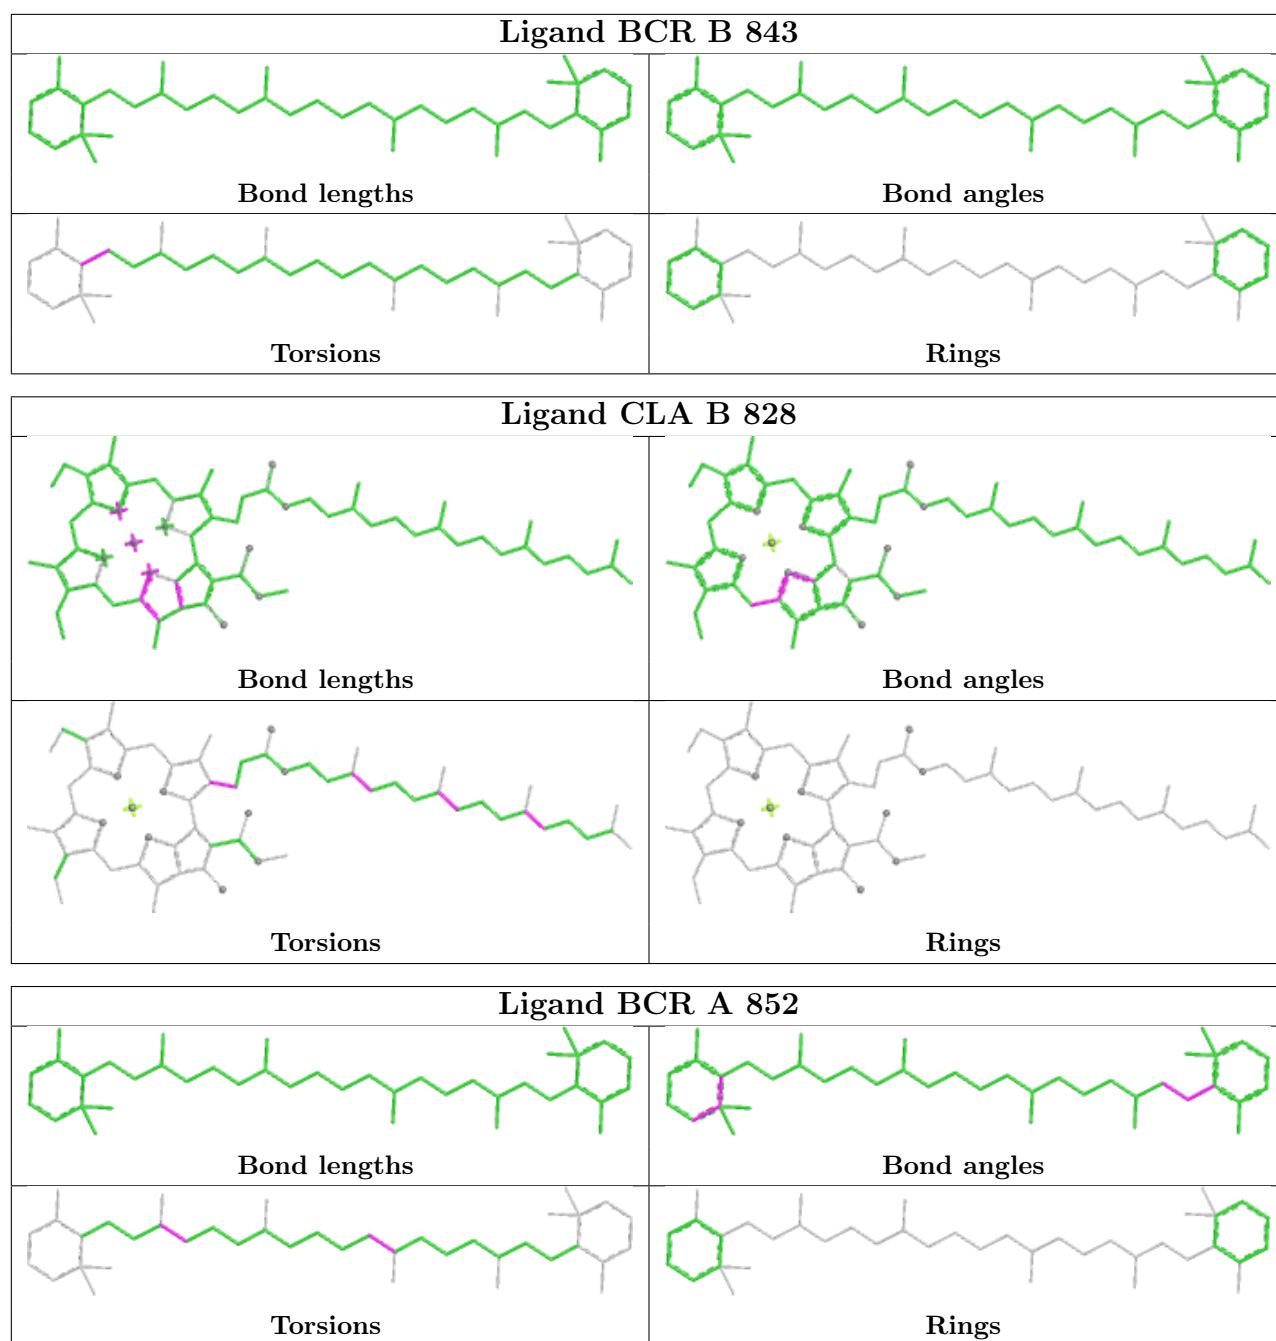 Ligand BCR B 843
Bond lengths
Bond angles
Torsions
Rings
Ligand CLA B 828
Bond lengths
Bond angles
Torsions
Rings
Ligand BCR A 852
Bond lengths
Bond angles
Torsions
Rings